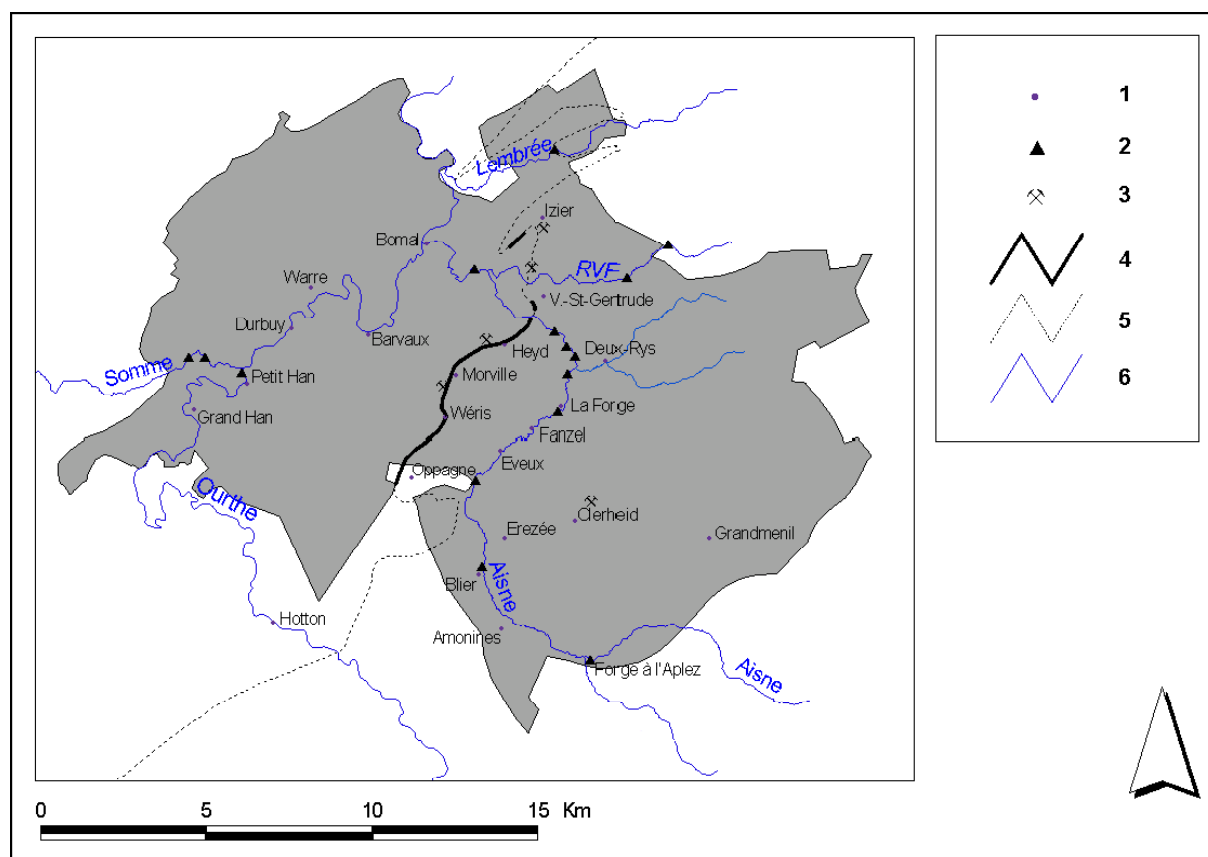 Lembrée
Izier
Bomal
RVF
Warre
V.-St-Gertrude
Durbuy
Barvaux
Heyd
Deux-Rys
Somme
Petit Han
Morville
Grand Han
Wéris
La Forge
Fanzel
Oppagne
Eveux
Ourthe
Clerheid
Erezée
Grandmenil
Blier
Aisne
Hotton
Amonines
Forge à l'Aplez
Aisne
1
2
3
4
5
6
0 5 10 15 Km